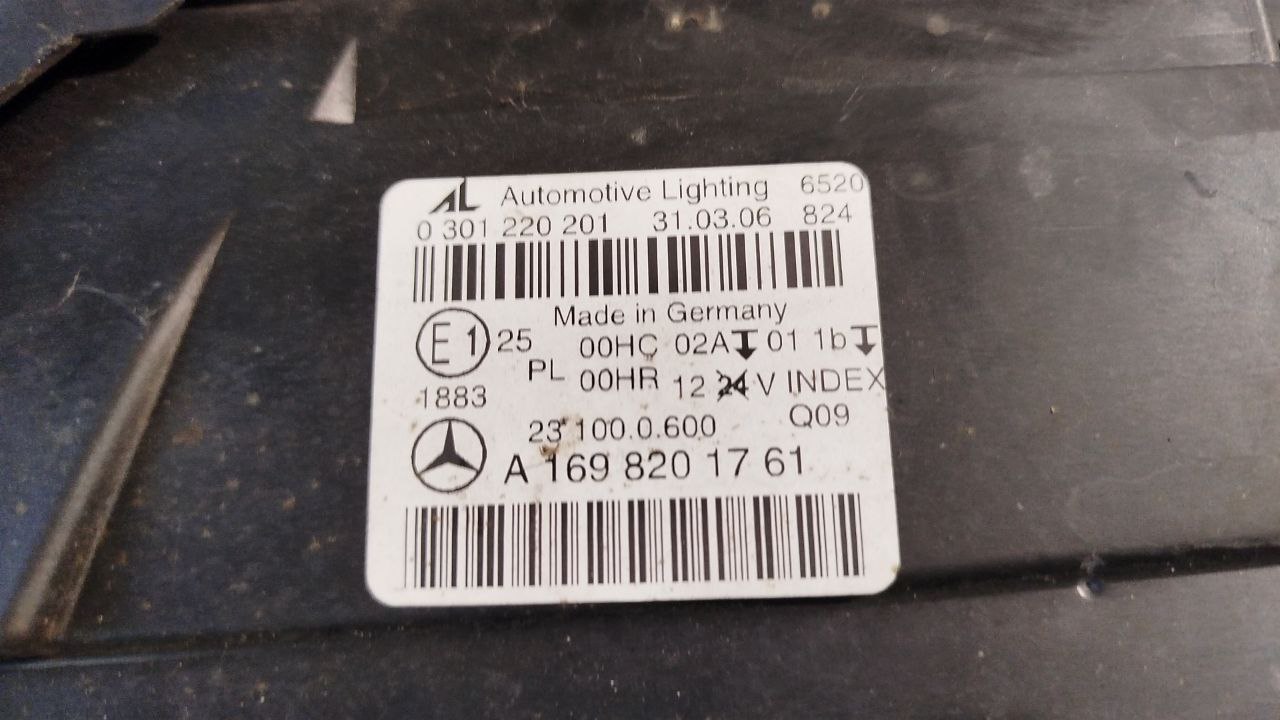 AL Automotive Lighting 6520
0 301 220 201 31.03.06 824
Made in Germany
E1 25 00HC 02A 01 1b
PL 00HR 12 24 V INDEX
1883 Q09
23 100.0.600
A 169 820 17 61